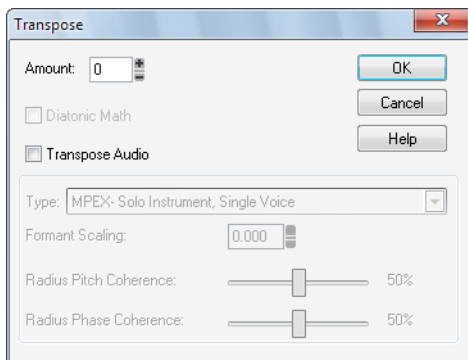 Transpose
Amount: 0
OK
Cancel
Diatonic Math
Help
Transpose Audio
Type: MPEX- Solo Instrument, Single Voice
Formant Scaling: 0.000
Radius Pitch Coherence: 50%
Radius Phase Coherence: 50%